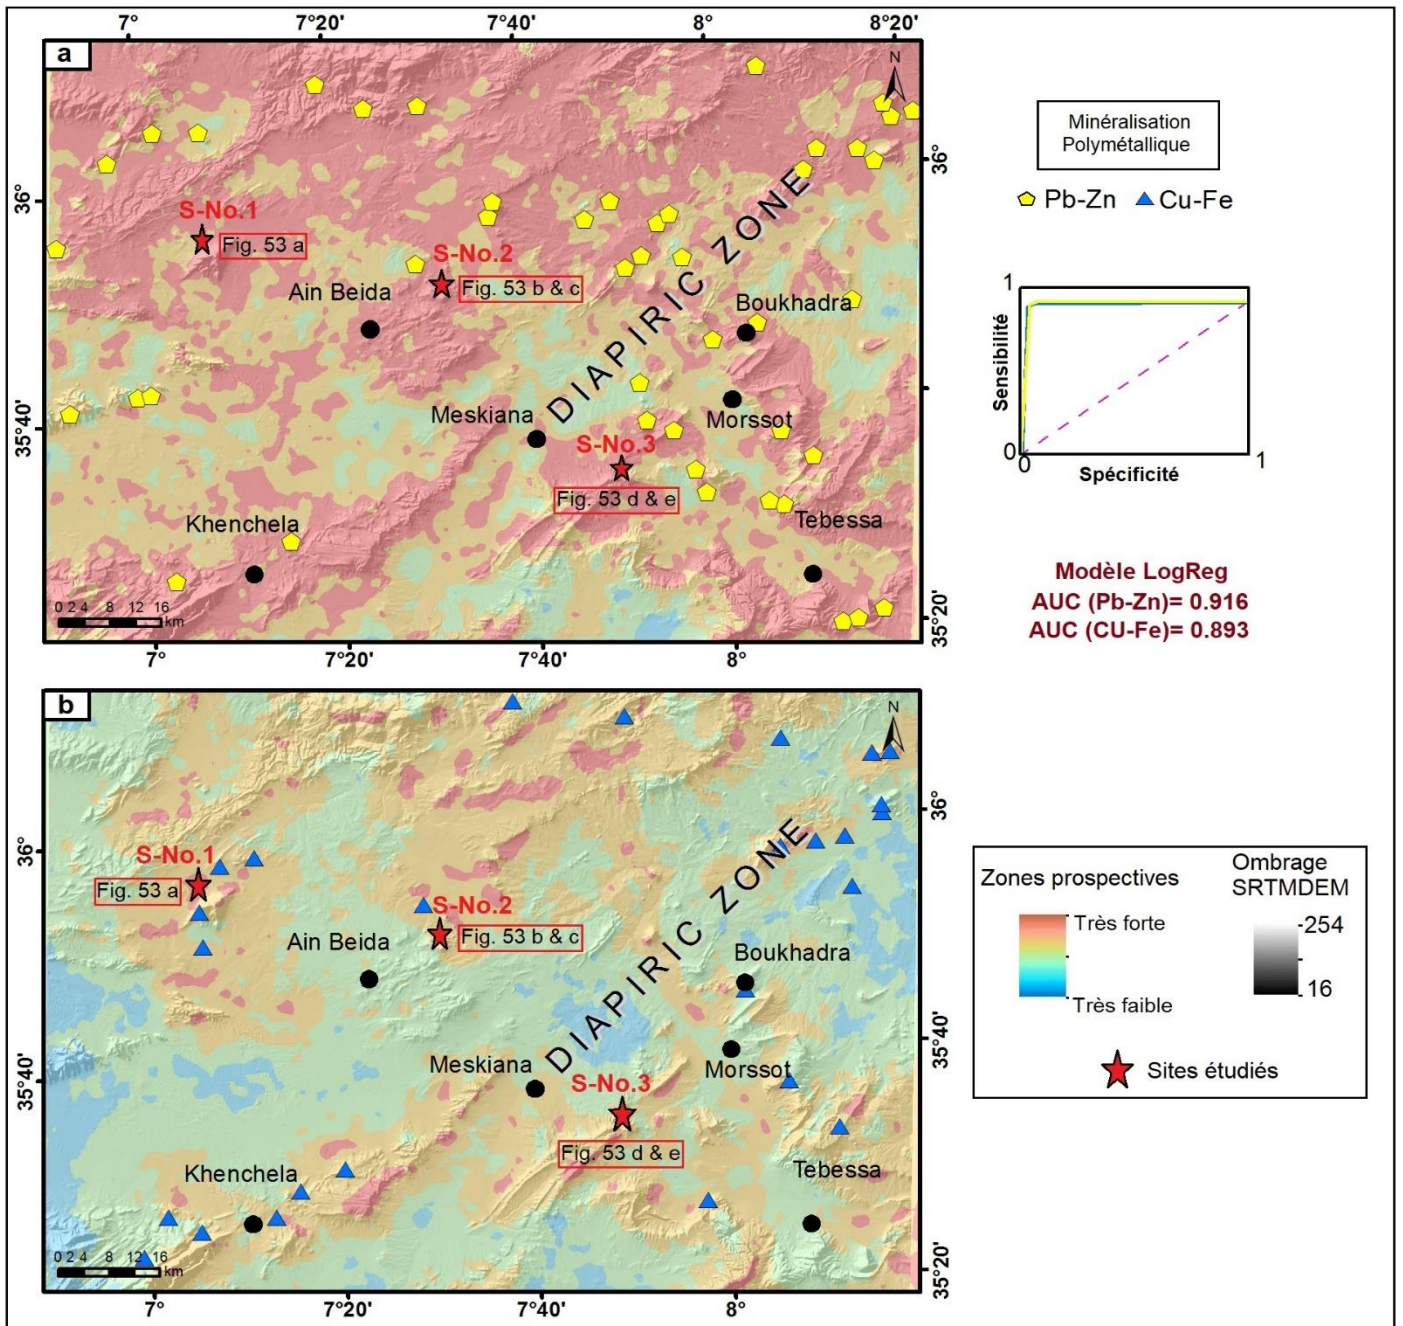 7°
7°20'
7°40'
8°
8°20'
a
N
S-No.1
Fig. 53 a
S-No.2
Fig. 53 b & c
Ain Beida
DIAPIRIC ZONE
Boukhadra
Meskiana
Morssot
S-No.3
Fig. 53 d & e
Khenchela
Tebessa
0 2 4 8 12 16
km
36°
35°40'
36°
35°20'
7°
7°20'
7°40'
8°
Minéralisation
Polymétallique
Pb-Zn
Cu-Fe
1
Sensibilité
0
0
1
Spécificité
Modèle LogReg
AUC (Pb-Zn)= 0.916
AUC (CU-Fe)= 0.893
b
N
S-No.1
Fig. 53 a
S-No.2
Fig. 53 b & c
Ain Beida
DIAPIRIC ZONE
Boukhadra
Meskiana
Morssot
S-No.3
Fig. 53 d & e
Khenchela
Tebessa
0 2 4 8 12 16
km
36°
35°40'
36°
35°40'
35°20'
7°
7°20'
7°40'
8°
Zones prospectives
Très forte
Très faible
Ombrage
SRTMDEM
-254
-16
Sites étudiés